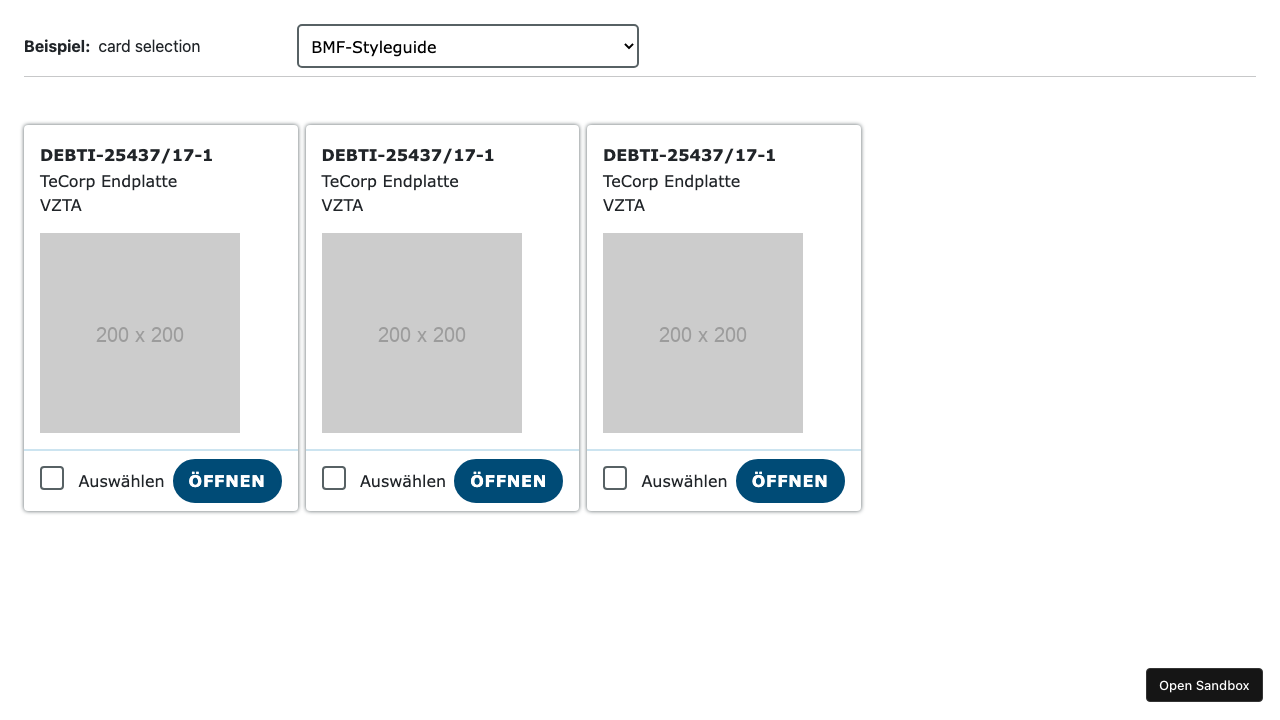 Beispiel: card selection
BMF-Styleguide
DEBTI-25437/17-1
TeCorp Endplatte
VZTA
200 x 200
Auswählen ÖFFNEN
DEBTI-25437/17-1
TeCorp Endplatte
VZTA
200 x 200
Auswählen ÖFFNEN
DEBTI-25437/17-1
TeCorp Endplatte
VZTA
200 x 200
Auswählen ÖFFNEN
Open Sandbox